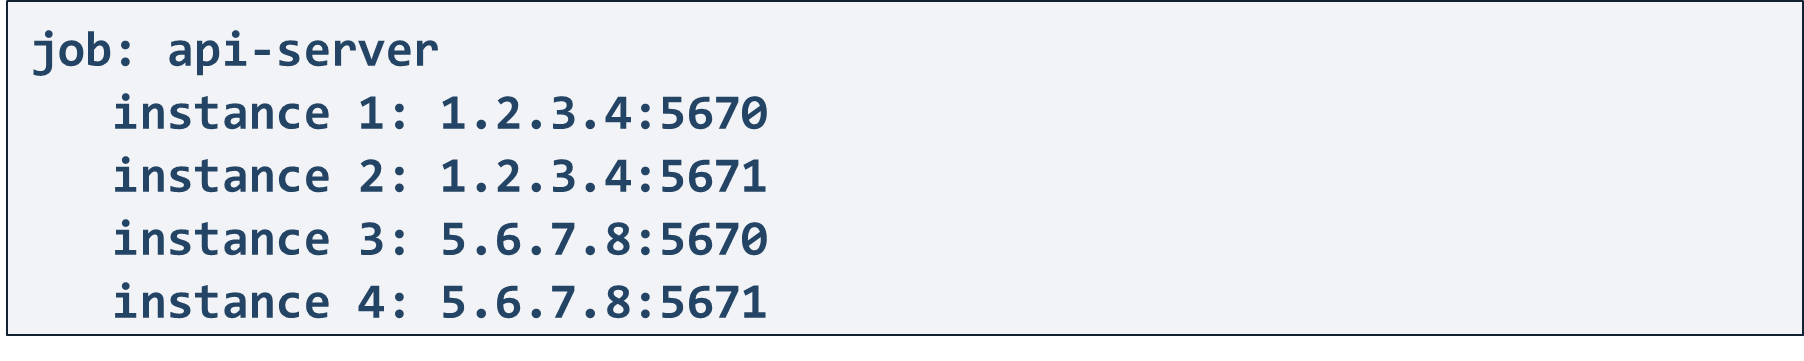 job: api-server
instance 1: 1.2.3.4:5670
instance 2: 1.2.3.4:5671
instance 3: 5.6.7.8:5670
instance 4: 5.6.7.8:5671